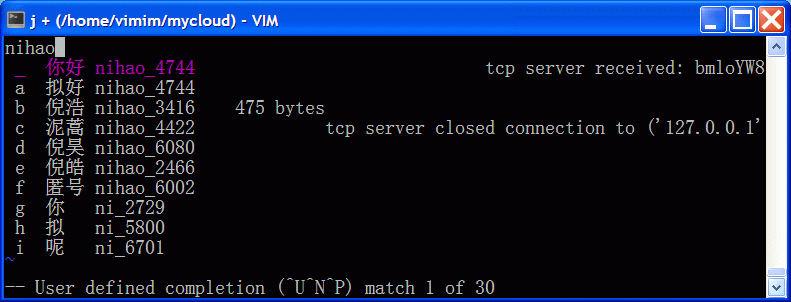 j + (/home/vimim/mycloud) - VIM
nihao
_ 你好 nihao_4744 tcp server received: bmloYW8
a 拟好 nihao_4744
b 倪浩 nihao_3416 475 bytes
c 泥蒿 nihao_4422 tcp server closed connection to ('127.0.0.1'
d 倪昊 nihao_6080
e 倪皓 nihao_2466
f 匿号 nihao_6002
g 你 ni_2729
h 拟 ni_5800
i 呢 ni_6701
~
-- User defined completion (^U^N^P) match 1 of 30